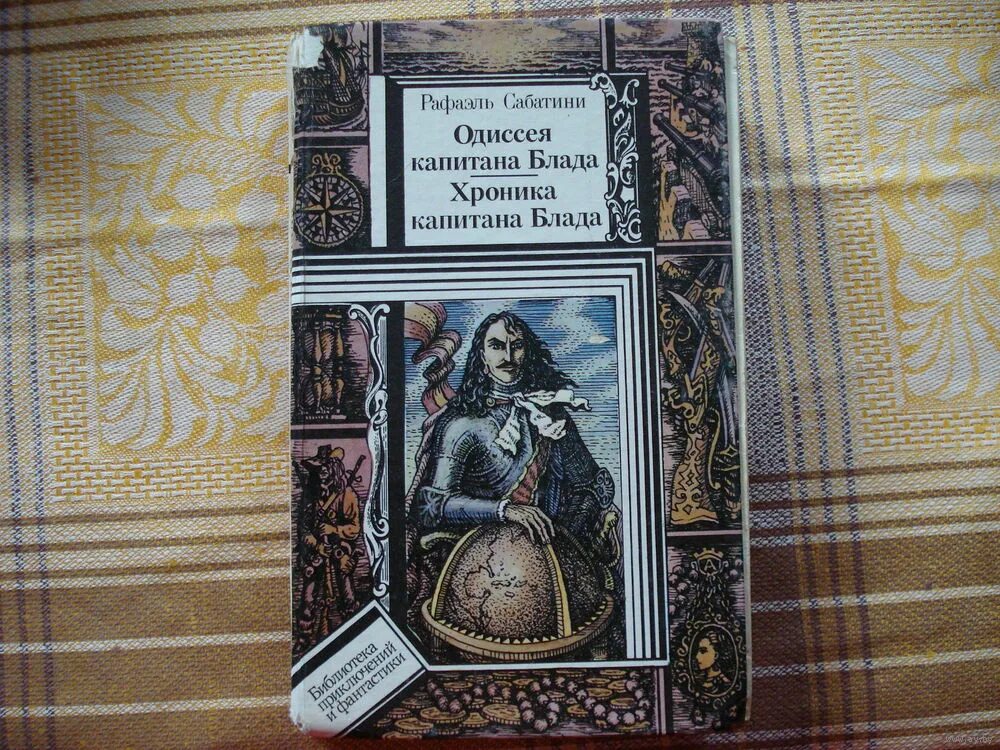 Рафаэль Сабатини
Одиссея
капитана Блада
Хроника
капитана Блада
Библиотека
приключений
и фантастики
А